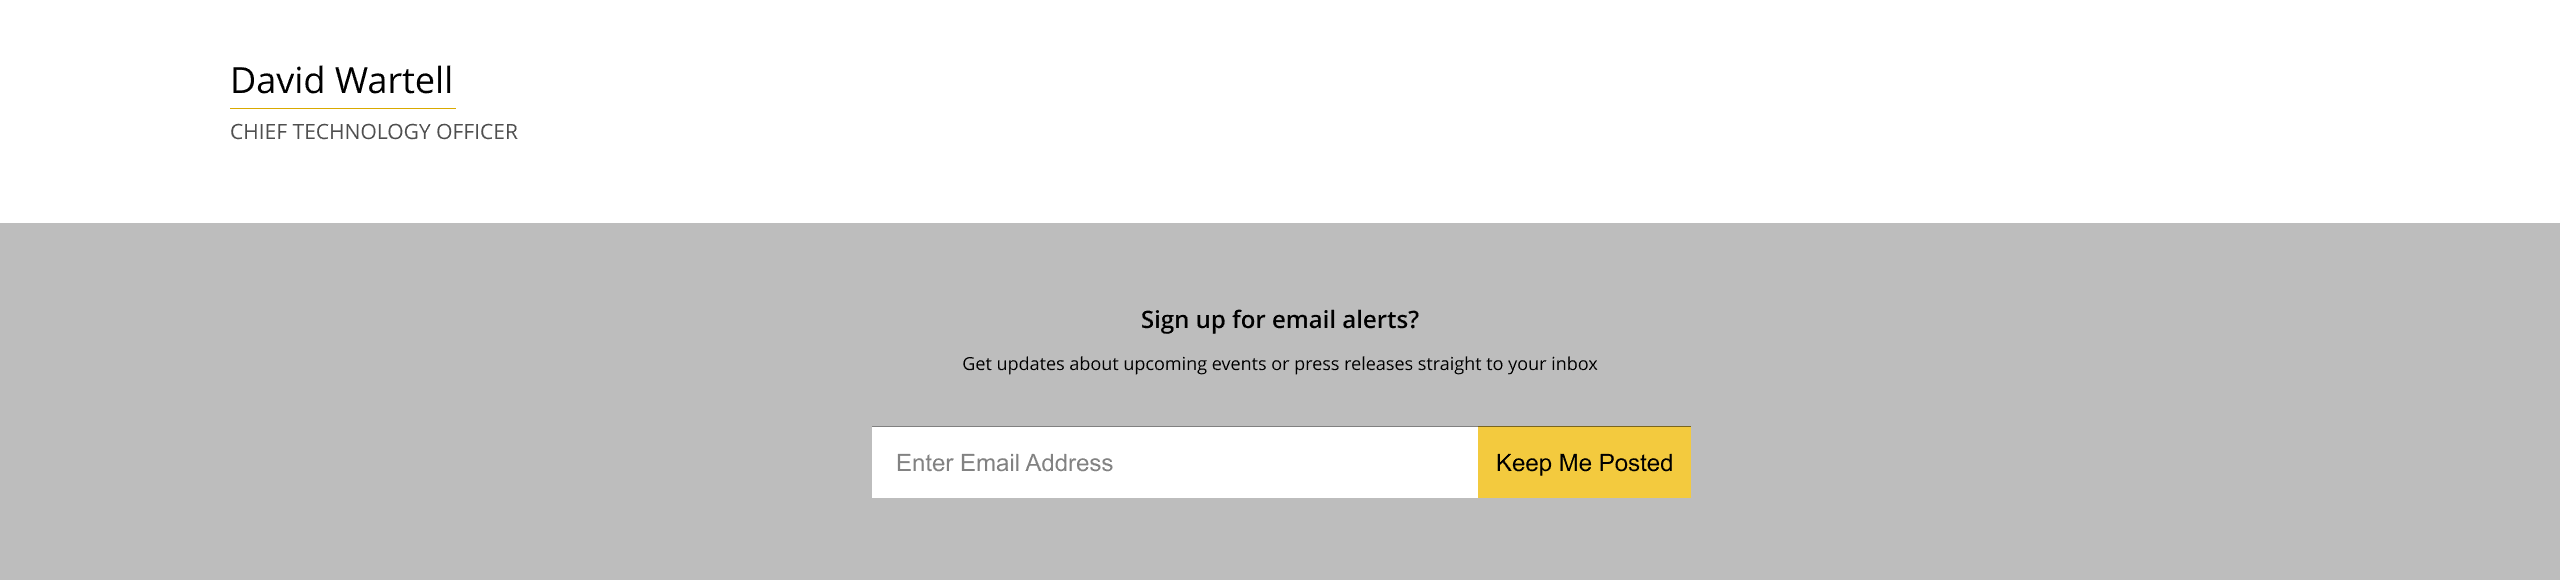 David Wartell
CHIEF TECHNOLOGY OFFICER
Sign up for email alerts?
Get updates about upcoming events or press releases straight to your inbox
Enter Email Address
Keep Me Posted